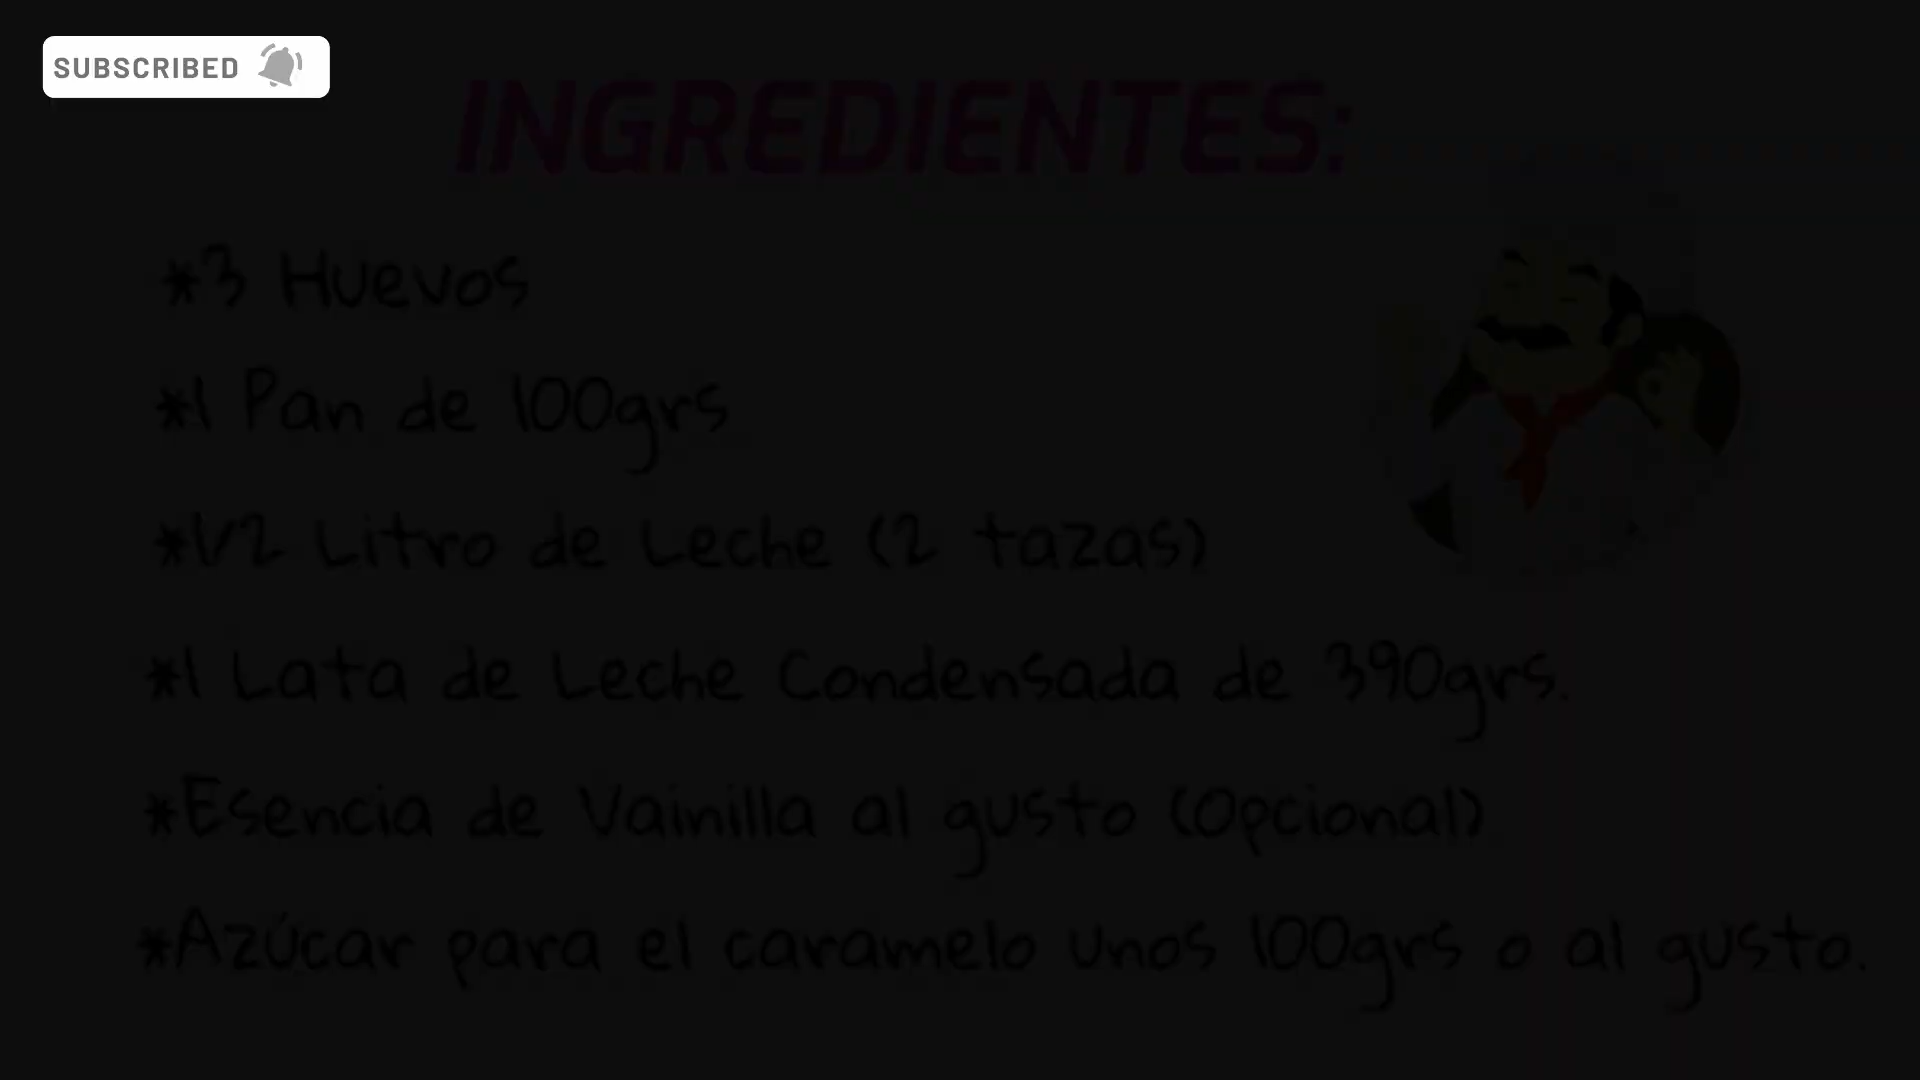 SUBSCRIBED
INGREDIENTES:
*3 Huevos
*1 Pan de 100grs
*1/2 Litro de Leche (2 tazas)
*1 Lata de Leche Condensada de 390grs.
*Esencia de Vainilla al gusto (Opcional)
*Azúcar para el caramelo unos 100grs o al gusto.